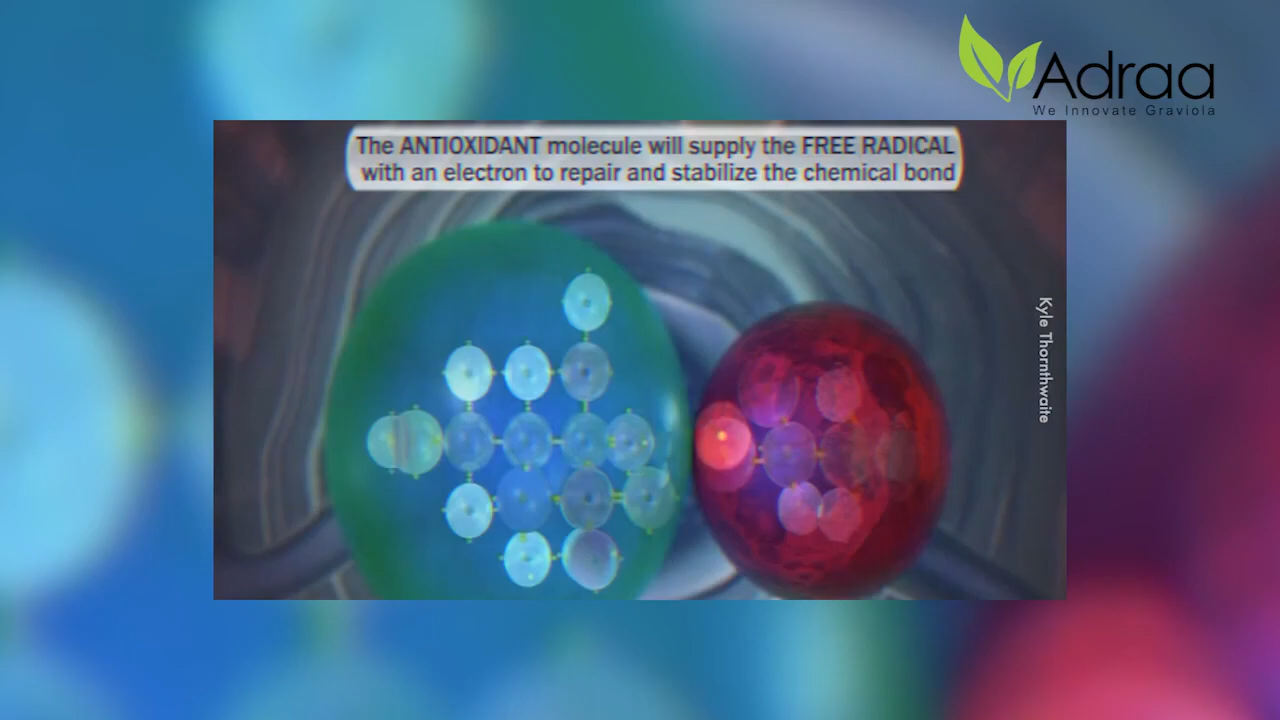 Adraa
We Innovate Graviola
The ANTIOXIDANT molecule will supply the FREE RADICAL
with an electron to repair and stabilize the chemical bond
Kyle Thornthwaite